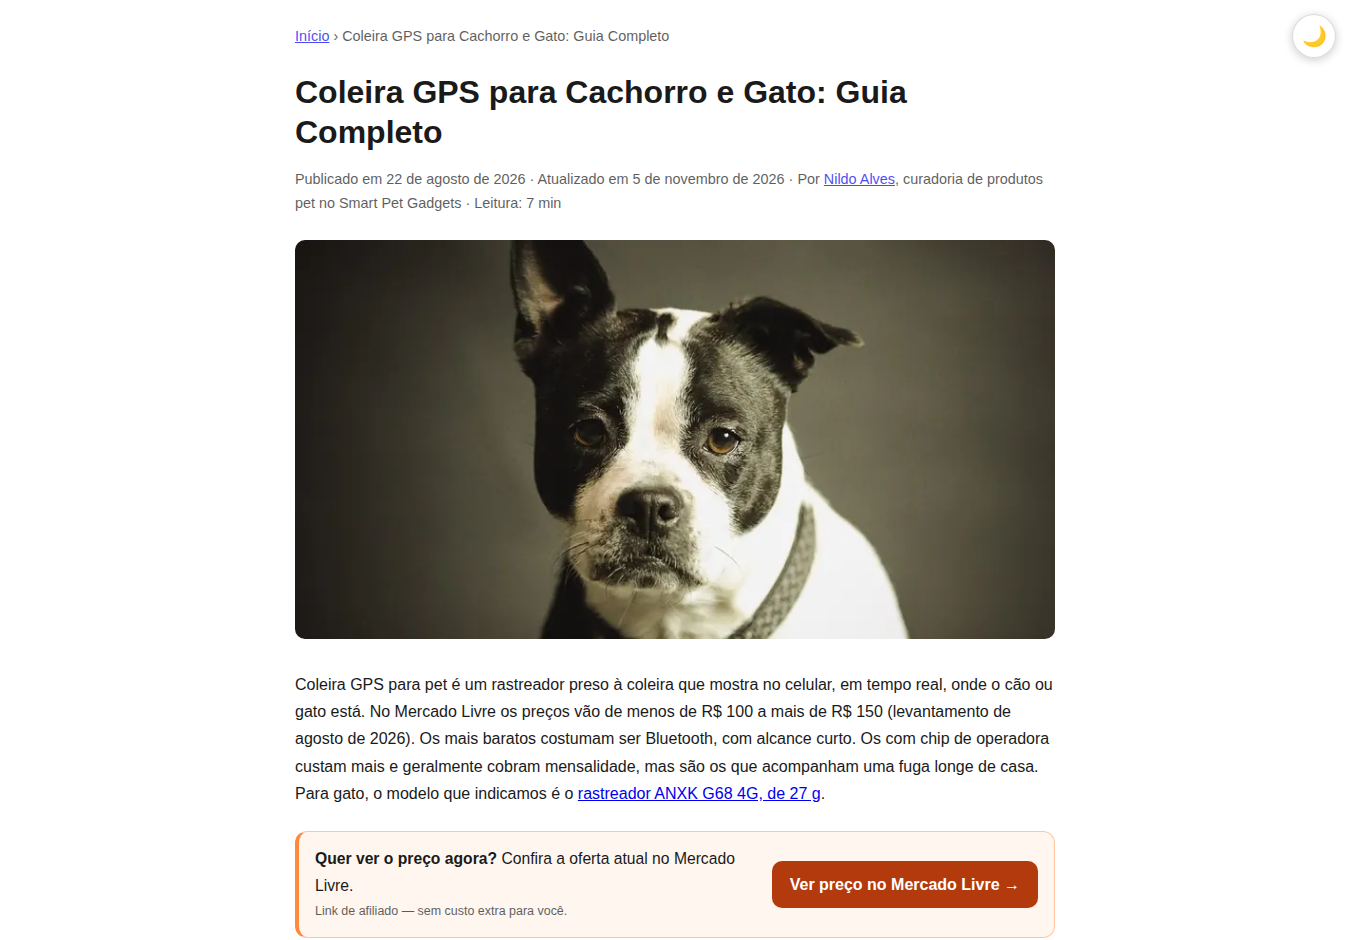 Início › Coleira GPS para Cachorro e Gato: Guia Completo
Coleira GPS para Cachorro e Gato: Guia
Completo
Publicado em 22 de agosto de 2026 · Atualizado em 5 de novembro de 2026 · Por Nildo Alves, curadoria de produtos
pet no Smart Pet Gadgets · Leitura: 7 min
Coleira GPS para pet é um rastreador preso à coleira que mostra no celular, em tempo real, onde o cão ou
gato está. No Mercado Livre os preços vão de menos de R$ 100 a mais de R$ 150 (levantamento de
agosto de 2026). Os mais baratos costumam ser Bluetooth, com alcance curto. Os com chip de operadora
custam mais e geralmente cobram mensalidade, mas são os que acompanham uma fuga longe de casa.
Para gato, o modelo que indicamos é o rastreador ANXK G68 4G, de 27 g.
Quer ver o preço agora? Confira a oferta atual no Mercado
Livre.
Link de afiliado — sem custo extra para você.
Ver preço no Mercado Livre →